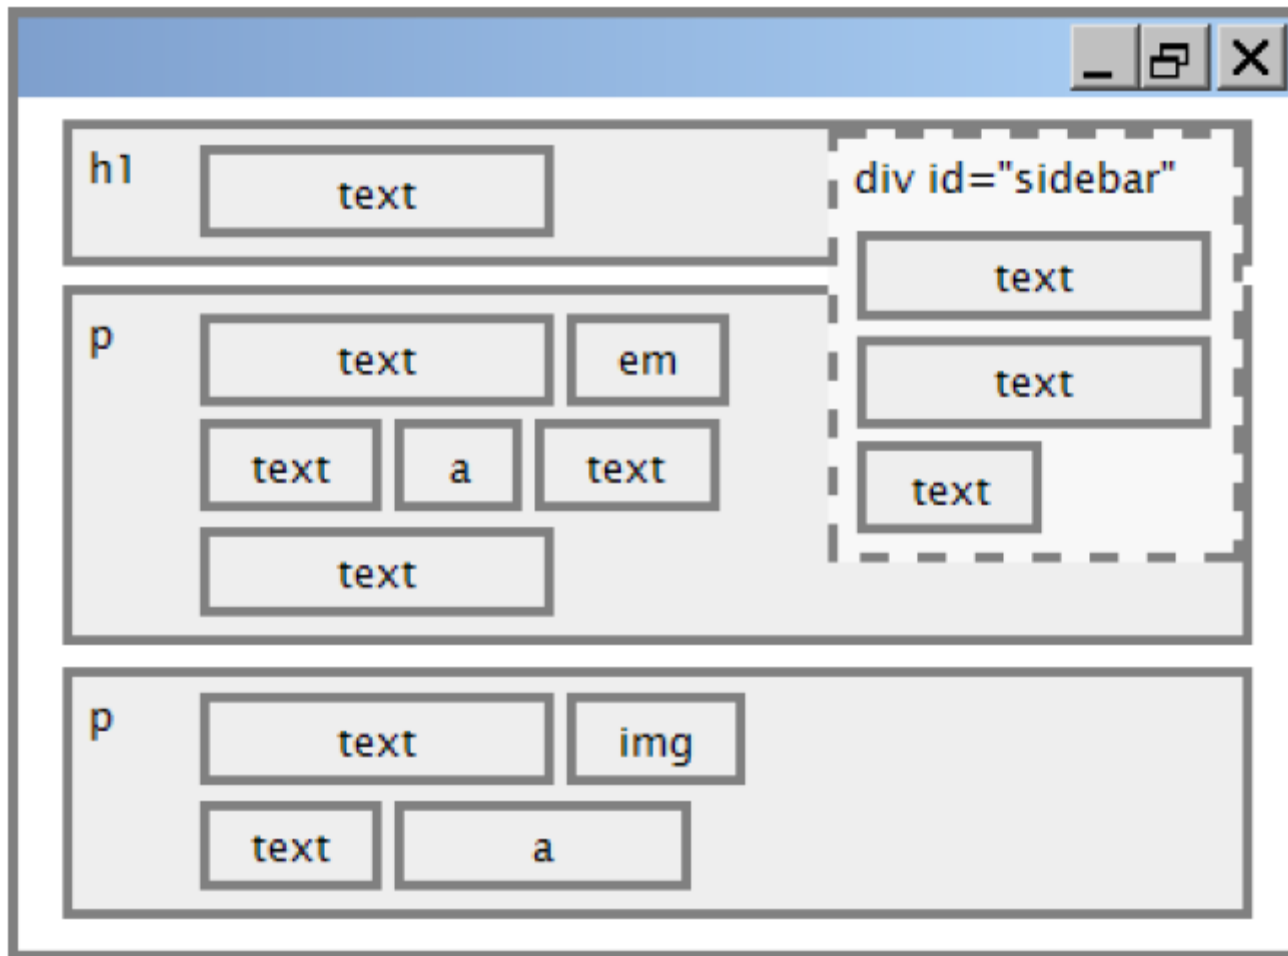 h1 text
div id="sidebar"
text
text
text
p text em
text a text
text
p text img
text a